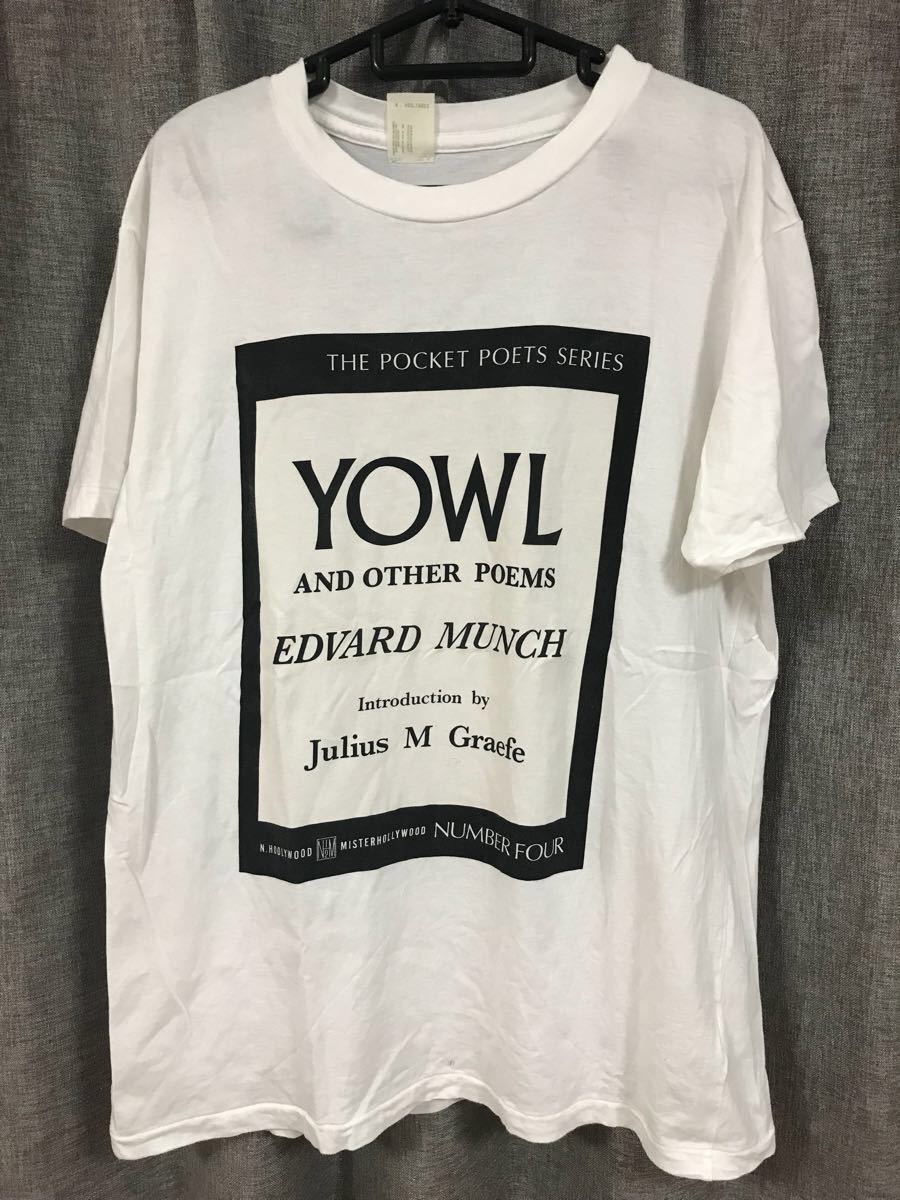 THE POCKET POETS SERIES
YOWL
AND OTHER POEMS
EDVARD MUNCH
Introduction by
Julius M Graefe
N.HOOLYWOOD MISTERHOLLYWOOD NUMBER FOUR